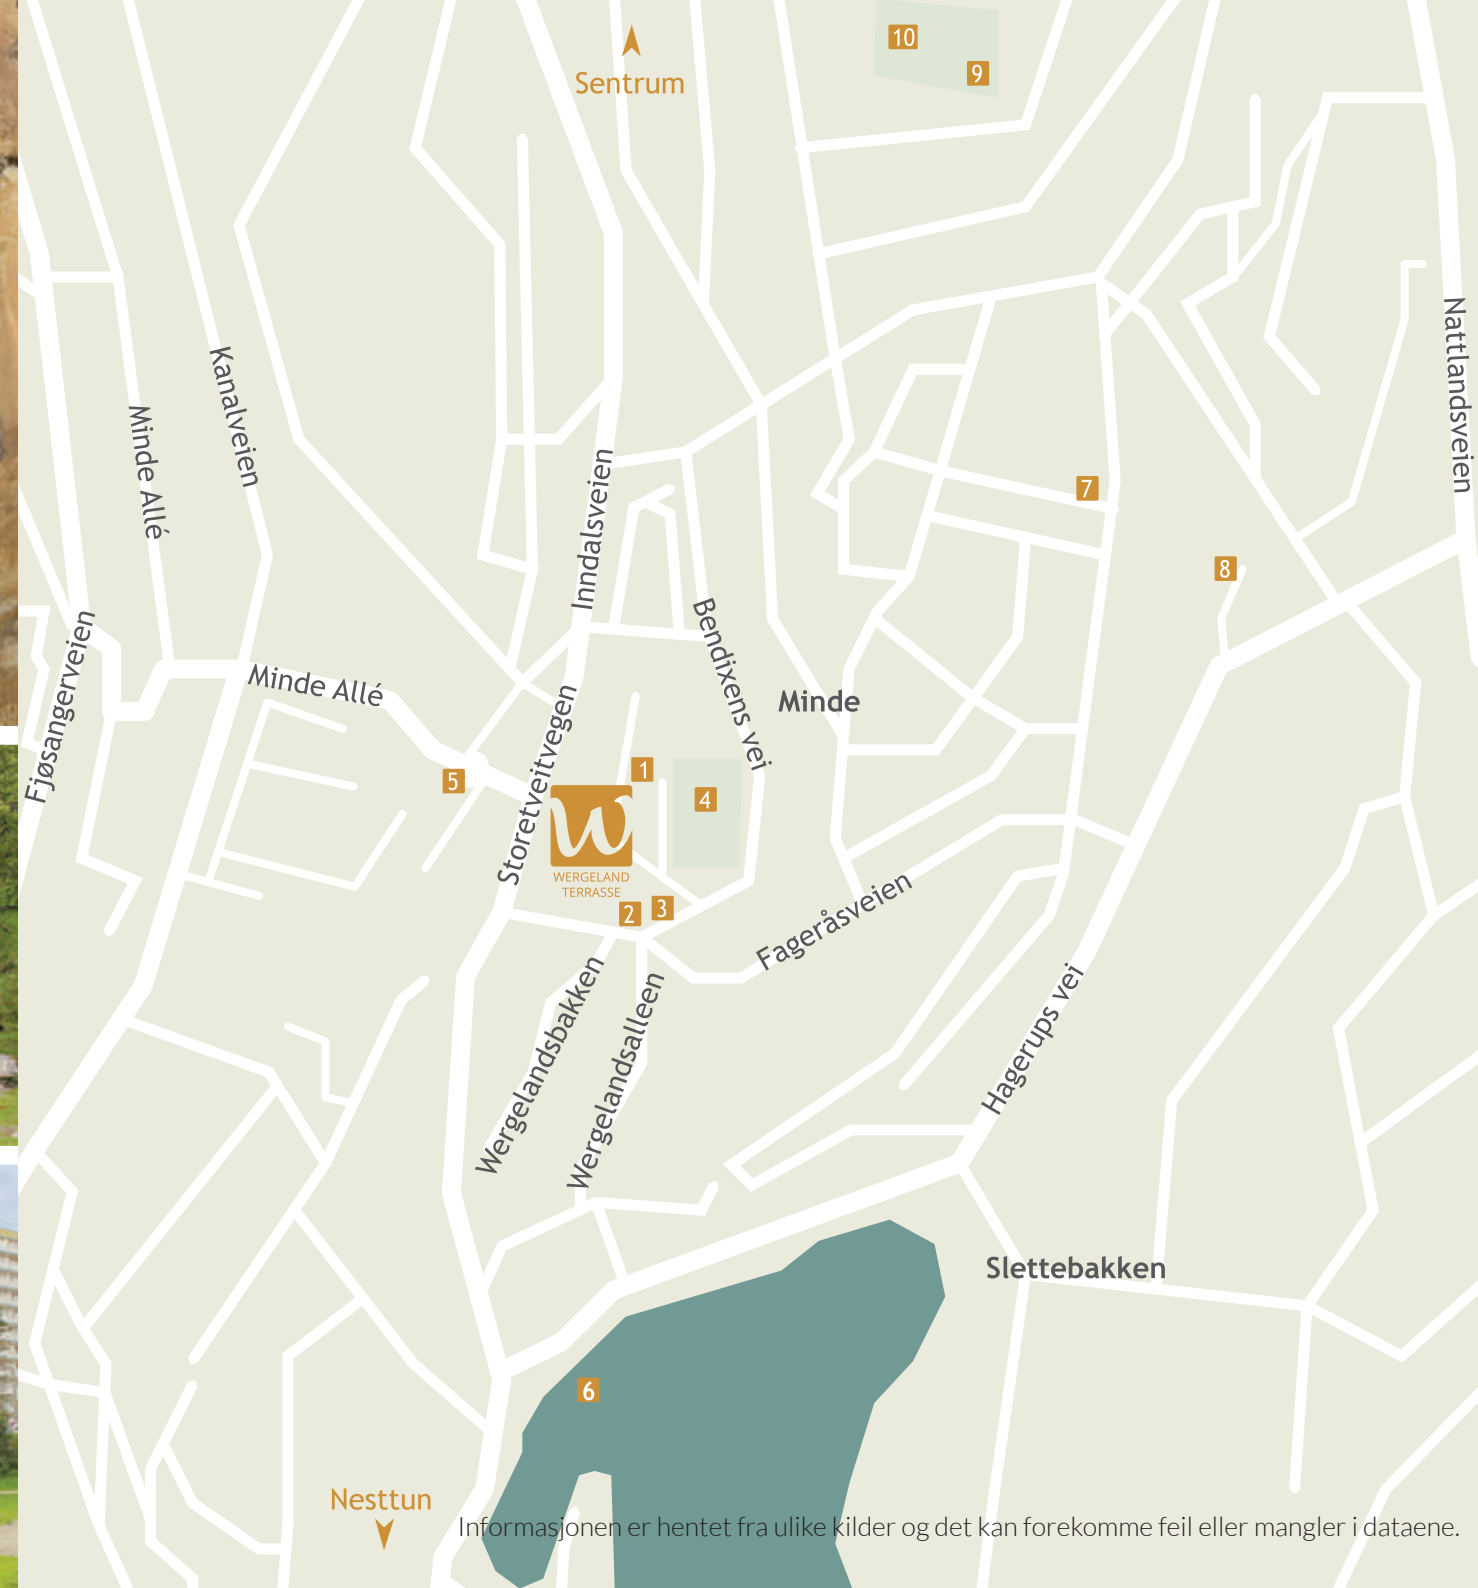 10
9
Sentrum
Nattlandsveien
Kanalveien
Minde Allé
Inndalsveien
7
8
Bendixens vei
Fjøsangerveien
Minde Allé
Minde
Storetveitvegen
1
5
4
W
WERGELAND
TERRASSE
2
3
Fageråsveien
Wergelandsbakken
Wergelandsalleen
Hagerups vei
Slettebakken
6
Nesttun
Informasjonen er hentet fra ulike kilder og det kan forekomme feil eller mangler i dataene.